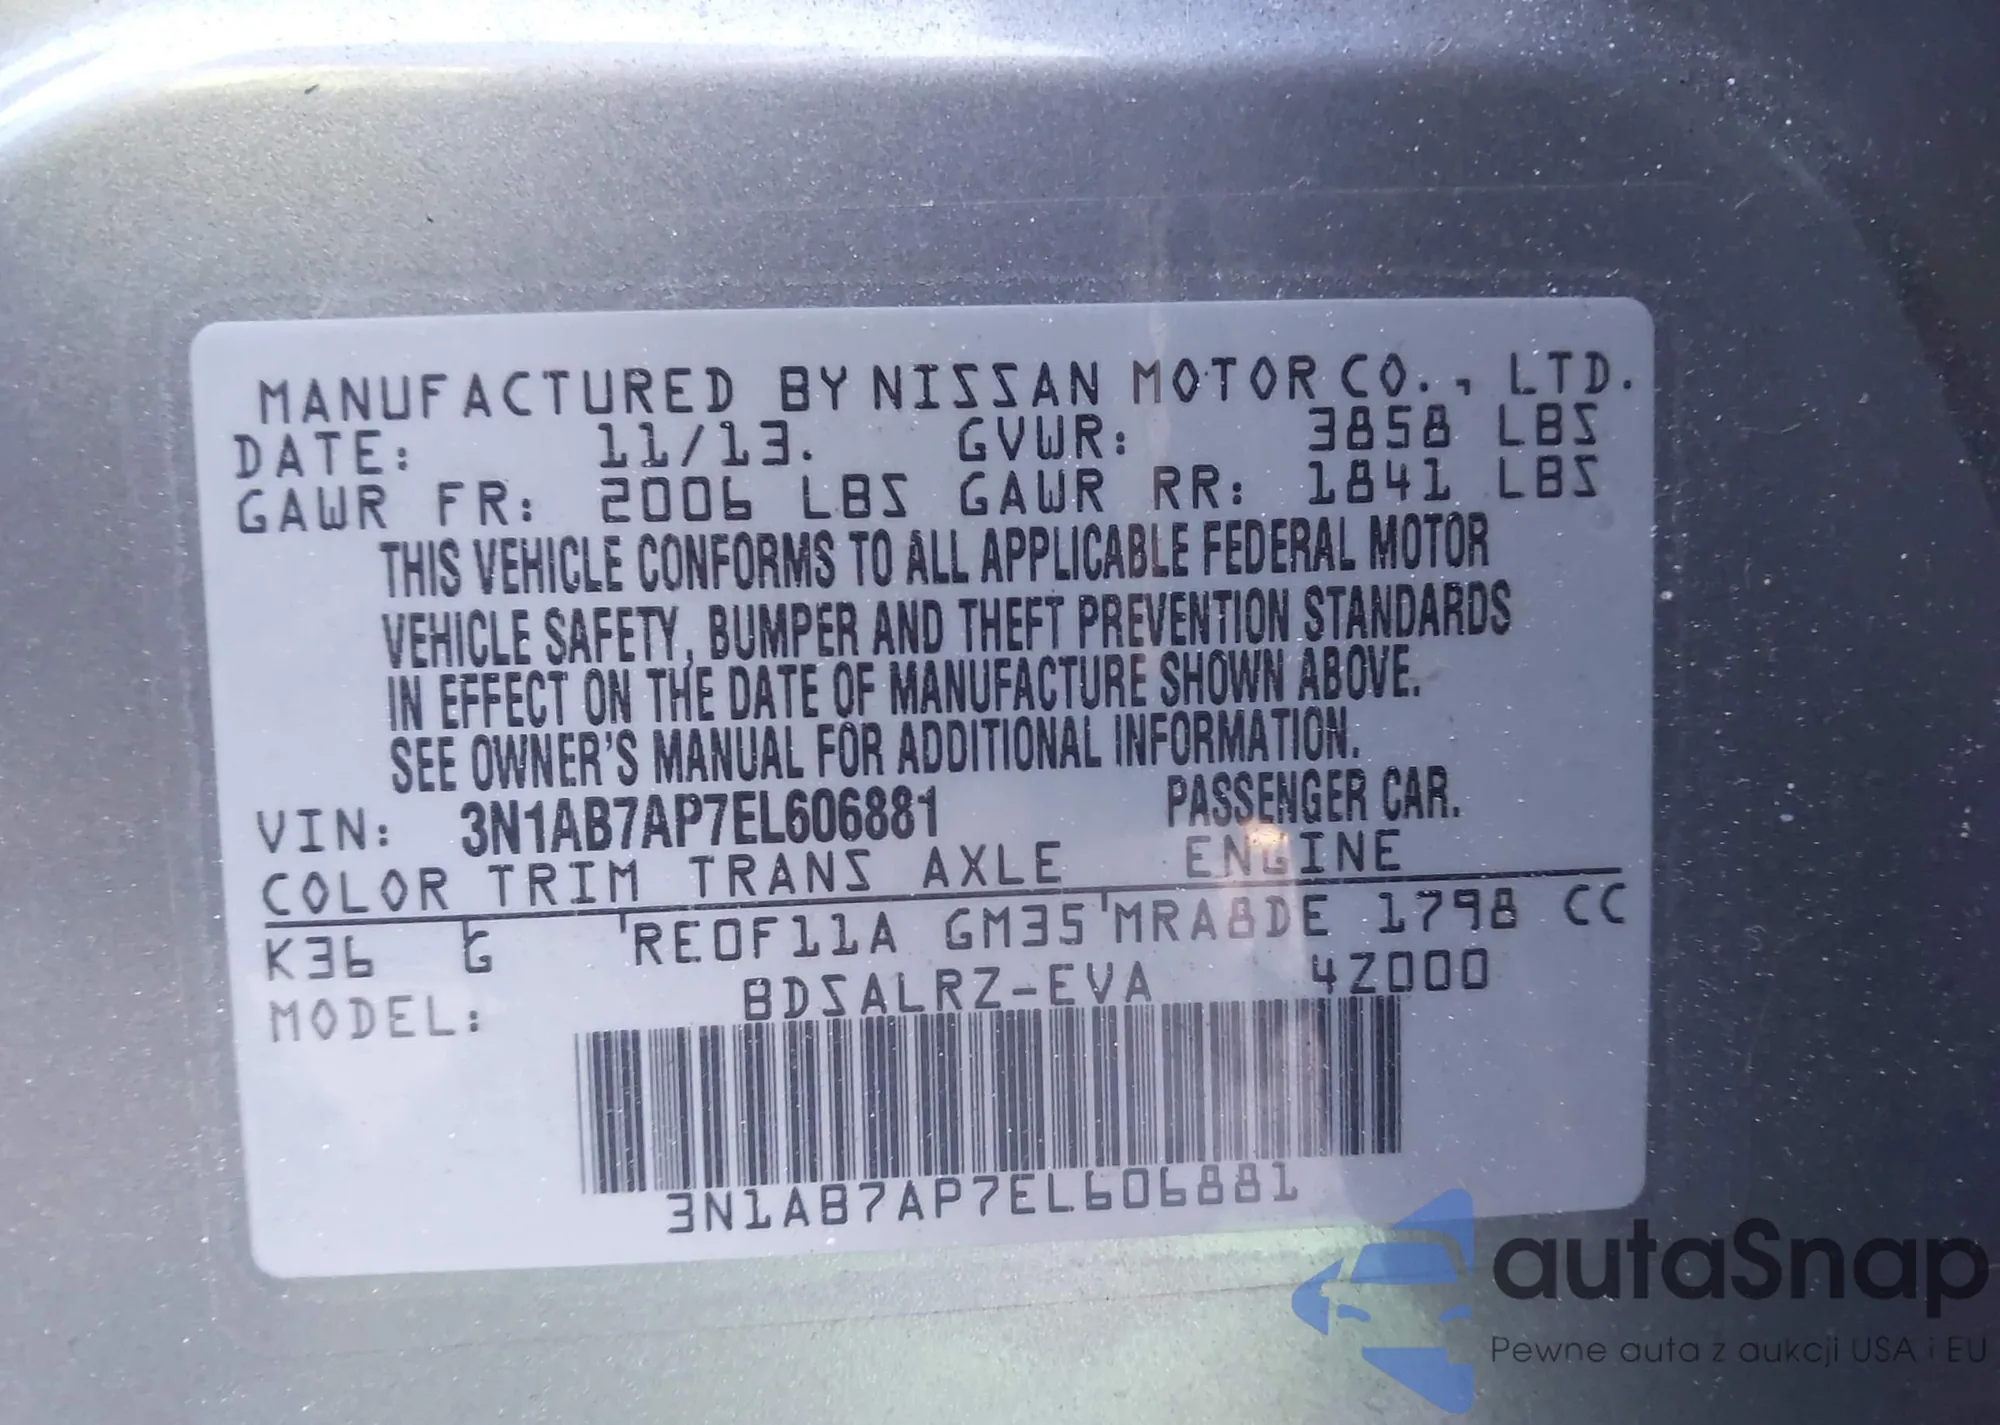 MANUFACTURED BY NISSAN MOTOR CO., LTD.
DATE: 11/13. GVWR: 3858 LBS
GAWR FR: 2006 LBS GAWR RR: 1841 LBS
THIS VEHICLE CONFORMS TO ALL APPLICABLE FEDERAL MOTOR
VEHICLE SAFETY, BUMPER AND THEFT PREVENTION STANDARDS
IN EFFECT ON THE DATE OF MANUFACTURE SHOWN ABOVE.
SEE OWNER'S MANUAL FOR ADDITIONAL INFORMATION.
VIN: 3N1AB7AP7EL606881 PASSENGER CAR.
COLOR TRIM TRANS AXLE ENGINE
K36 G RE0F11A GM35 MRA8DE 1798 CC
MODEL: BDSALRZ-EVA 4Z000
3N1AB7AP7EL606881
autaSnap
Pewne auta z aukcji USA i EU